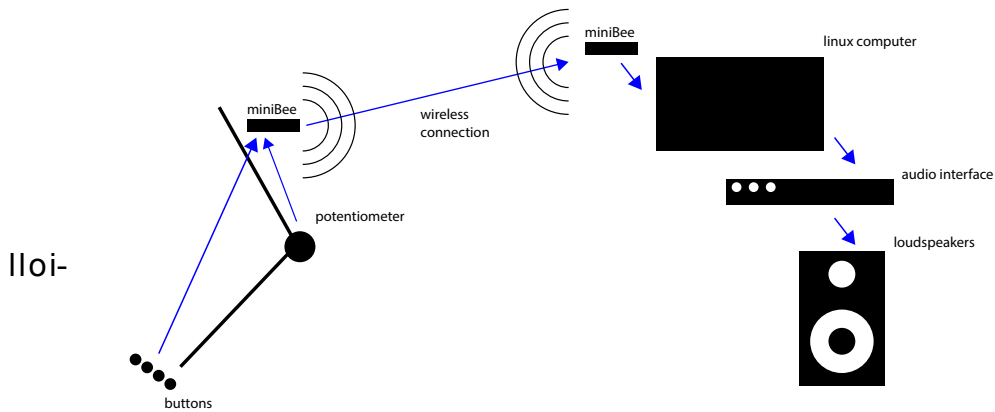 miniBee
linux computer
miniBee
wireless
connection
audio interface
potentiometer
loudspeakers
lloi-
buttons